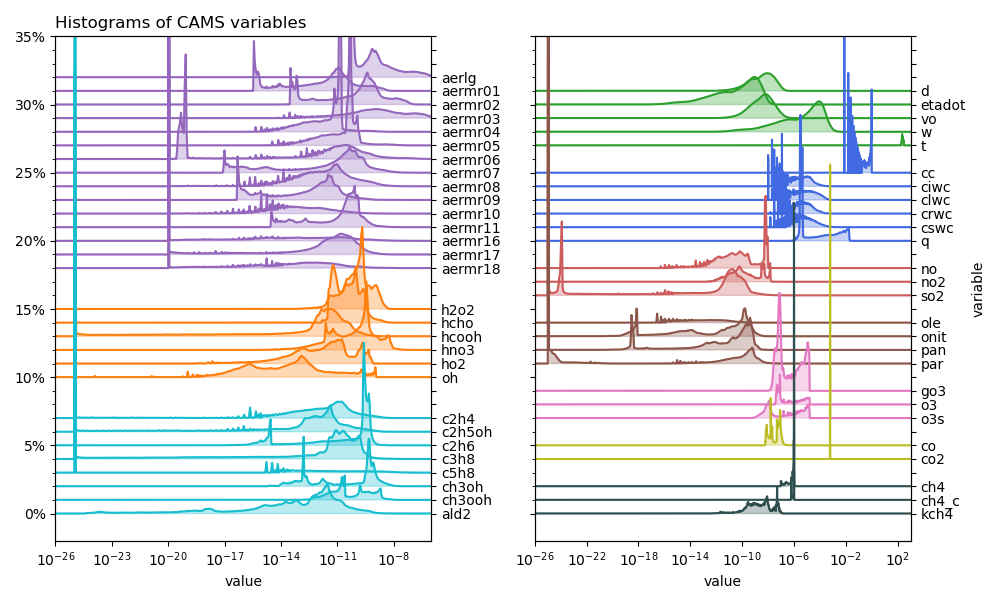 Histograms of CAMS variables
35%
30%
25%
20%
15%
10%
5%
0%
aerlg
aermr01
aermr02
aermr03
aermr04
aermr05
aermr06
aermr07
aermr08
aermr09
aermr10
aermr11
aermr16
aermr17
aermr18
h2o2
hcho
hcooh
hno3
ho2
oh
c2h4
c2h5oh
c2h6
c3h8
c5h8
ch3oh
ch3ooh
ald2
10⁻²⁶ 10⁻²³ 10⁻²⁰ 10⁻¹⁷ 10⁻¹⁴ 10⁻¹¹ 10⁻⁸
value
d
etadot
vo
w
t
cc
ciwc
clwc
crwc
cswc
q
no
no2
so2
ole
onit
pan
par
go3
o3
o3s
co
co2
ch4
ch4_c
kch4
10⁻²⁶ 10⁻²² 10⁻¹⁸ 10⁻¹⁴ 10⁻¹⁰ 10⁻⁶ 10⁻² 10²
value
variable